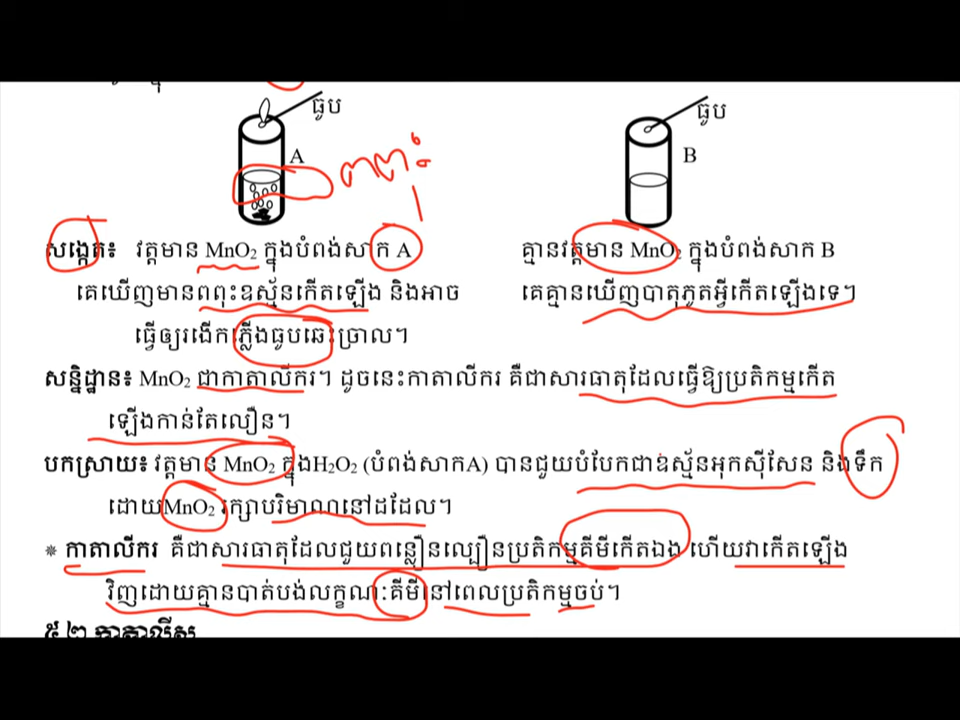 ធូប
ធូប
A
B
ពពុះ
សង្កេត៖ វត្តមាន MnO₂ ក្នុងបំពង់សាក A
គ្មានវត្តមាន MnO₂ ក្នុងបំពង់សាក B
គេឃើញមានពពុះឧស្ម័នកើតឡើង និងអាច
គេគ្មានឃើញបាតុភូតអ្វីកើតឡើងទេ។
ធ្វើឲ្យរងើកភ្លើងធូបឆេះច្រាល។
សន្និដ្ឋាន៖ MnO₂ ជាកាតាលីករ។ ដូចនេះកាតាលីករ គឺជាសារធាតុដែលធ្វើឱ្យប្រតិកម្មកើត
ឡើងកាន់តែលឿន។
បកស្រាយ៖ វត្តមាន MnO₂ ក្នុងH₂O₂ (បំពង់សាកA) បានជួយបំបែកជាឧស្ម័នអុកស៊ីសែន និងទឹក
ដោយMnO₂ រក្សាបរិមាណនៅដដែល។
* កាតាលីករ គឺជាសារធាតុដែលជួយពន្លឿនល្បឿនប្រតិកម្មគីមីកើតឯង ហើយវាកើតឡើង
វិញដោយគ្មានបាត់បង់លក្ខណៈគីមីនៅពេលប្រតិកម្មចប់។
៥.២ កាតាលីស